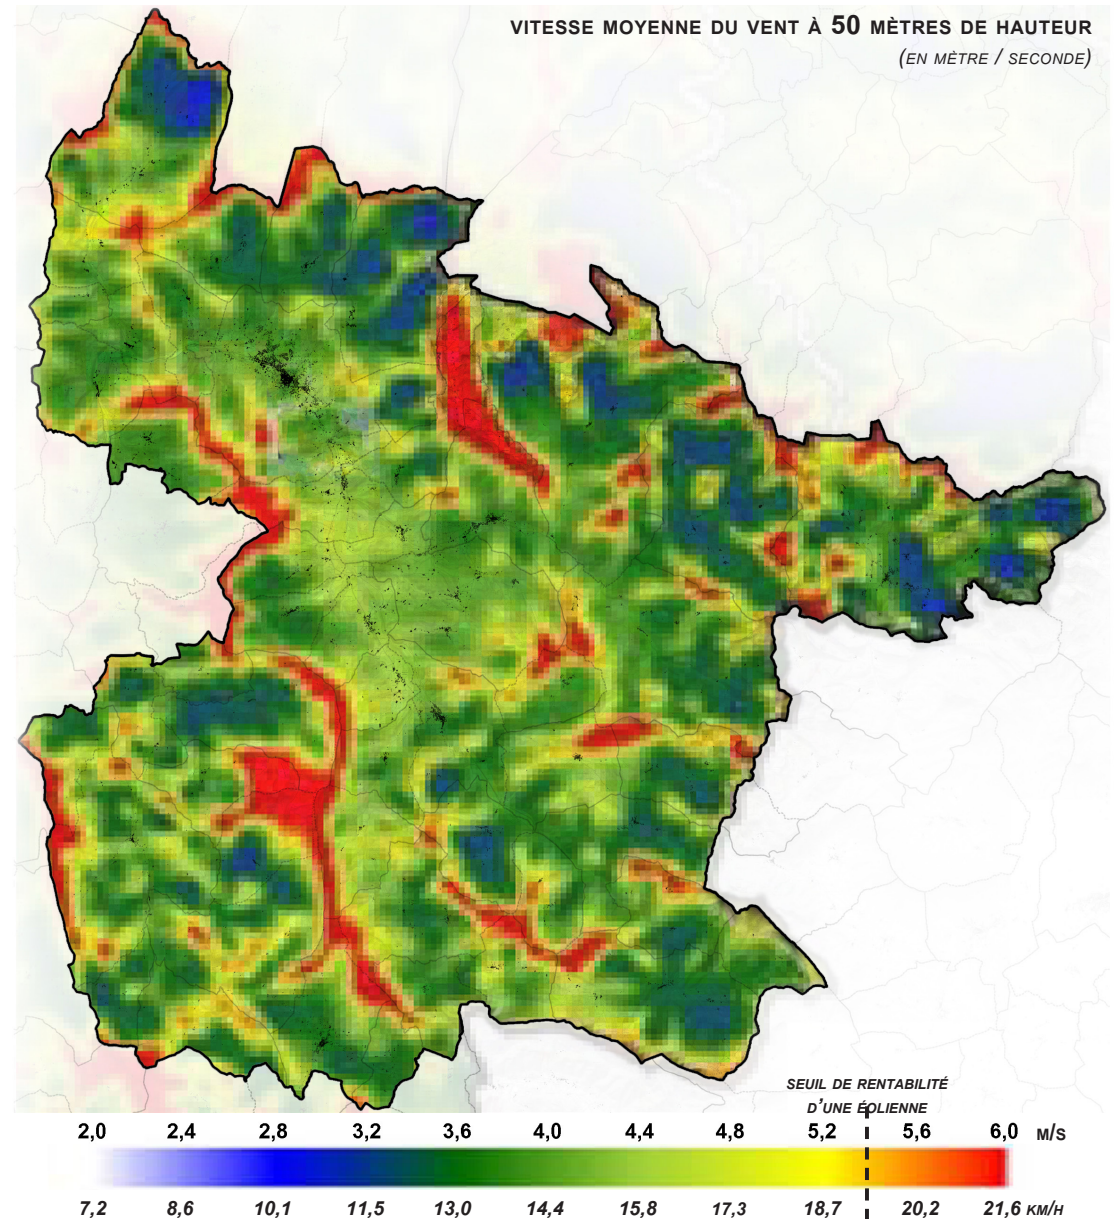 VITESSE MOYENNE DU VENT À 50 MÈTRES DE HAUTEUR
(EN MÈTRE / SECONDE)
SEUIL DE RENTABILITÉ
D'UNE ÉOLIENNE
2,0 2,4 2,8 3,2 3,6 4,0 4,4 4,8 5,2 5,6 6,0 M/S
7,2 8,6 10,1 11,5 13,0 14,4 15,8 17,3 18,7 20,2 21,6 KM/H